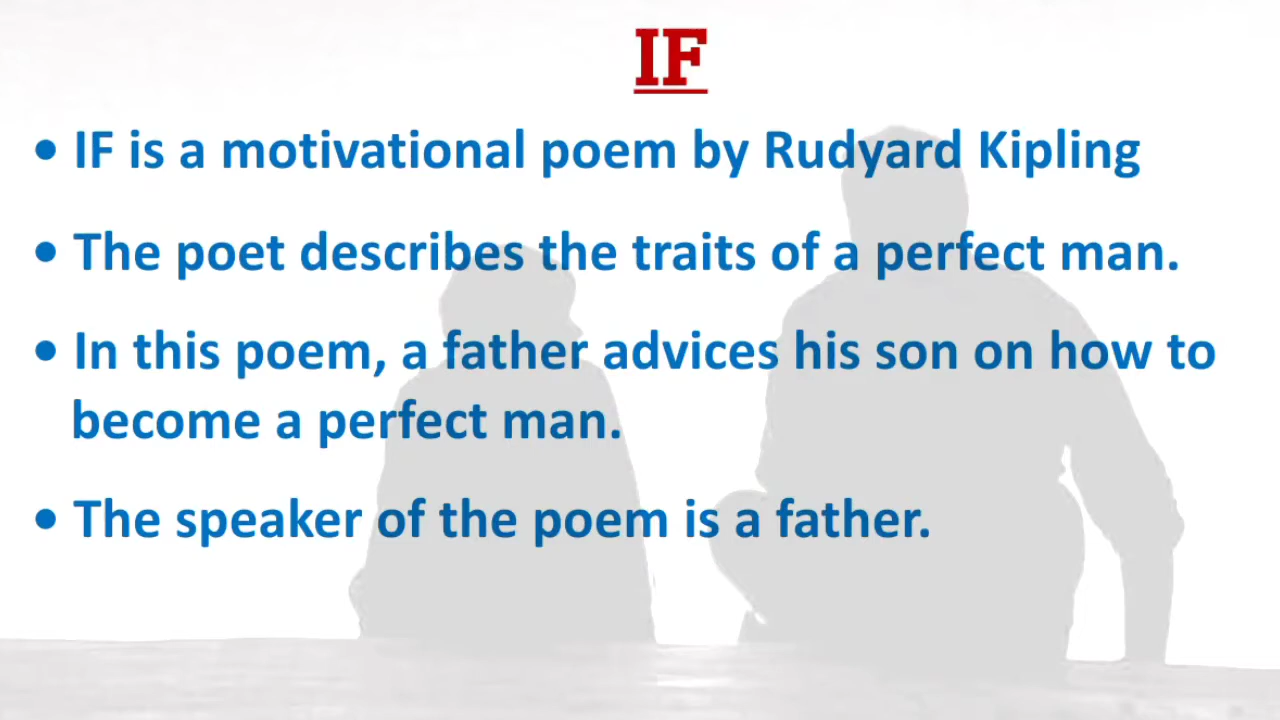 IF
• IF is a motivational poem by Rudyard Kipling
• The poet describes the traits of a perfect man.
• In this poem, a father advices his son on how to
become a perfect man.
• The speaker of the poem is a father.